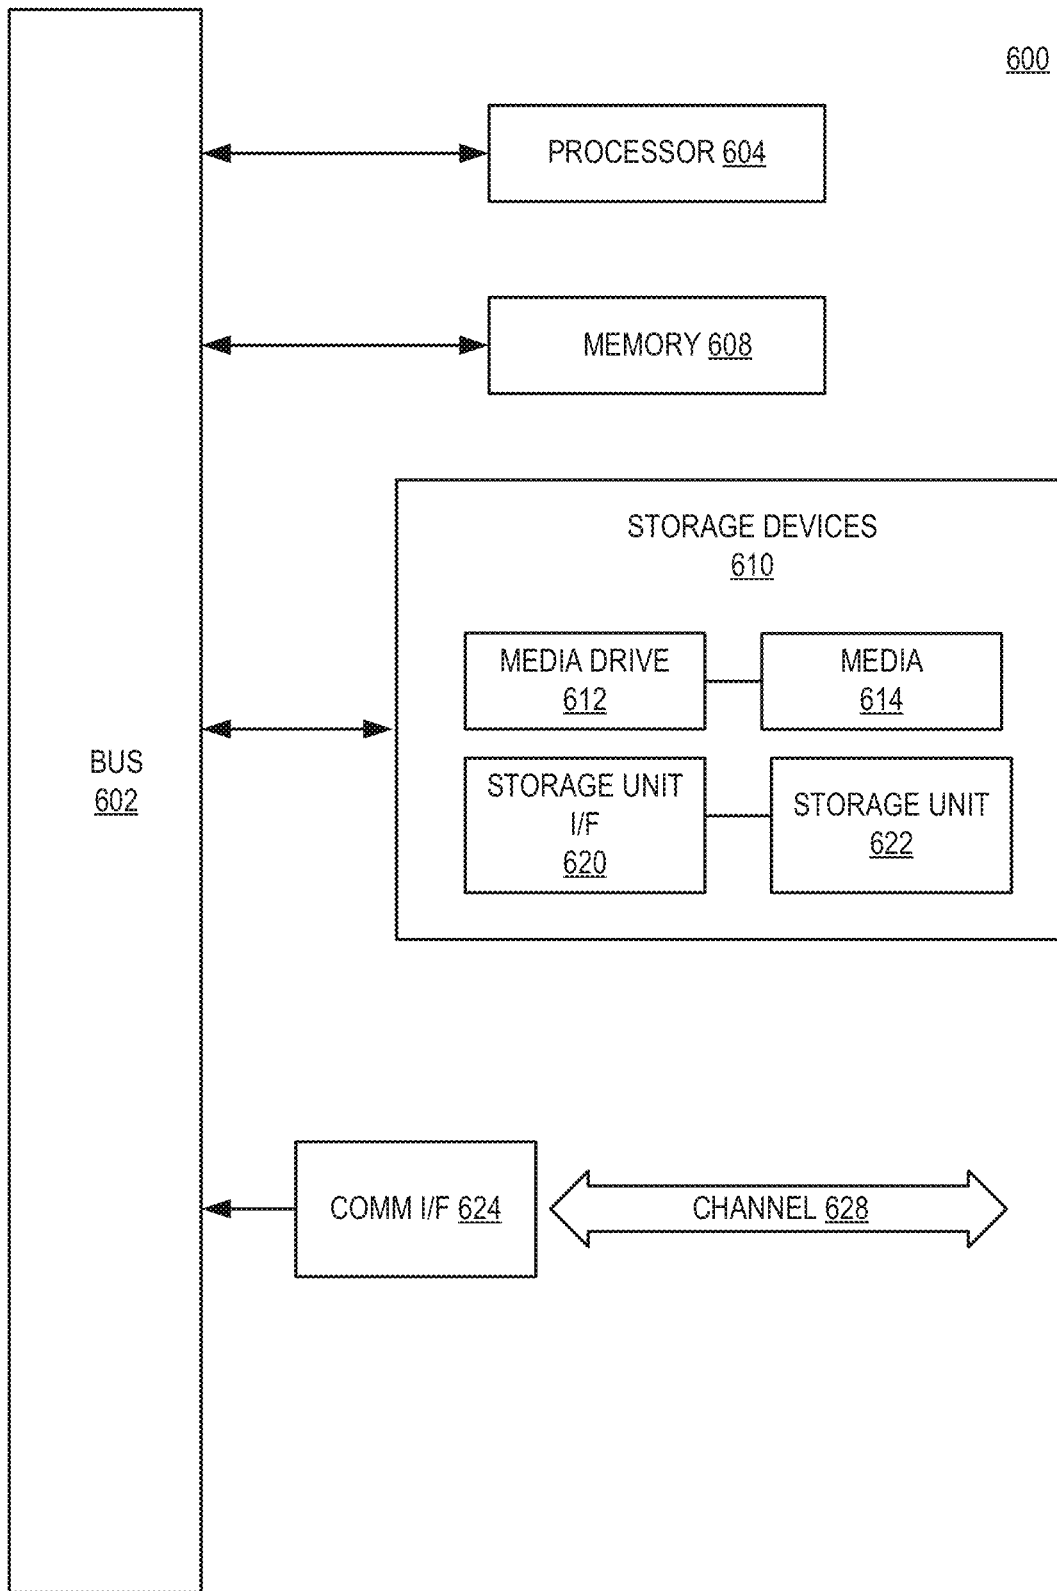 600
PROCESSOR 604
MEMORY 608
STORAGE DEVICES
610
MEDIA DRIVE
612
MEDIA
614
BUS
602
STORAGE UNIT
I/F
620
STORAGE UNIT
622
COMM I/F 624
CHANNEL 628